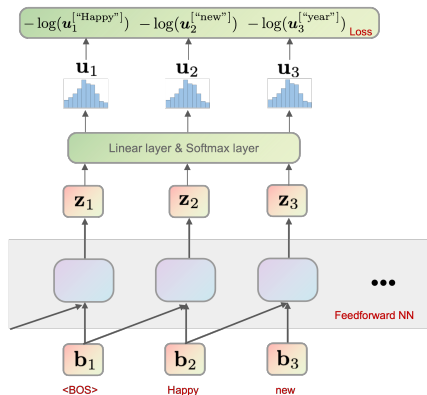 −log(u₁^["Happy"]) −log(u₂^["new"]) −log(u₃^["year"])
Loss
u₁ u₂ u₃
Linear layer & Softmax layer
z₁ z₂ z₃
•••
Feedforward NN
b₁ b₂ b₃
<BOS> Happy new